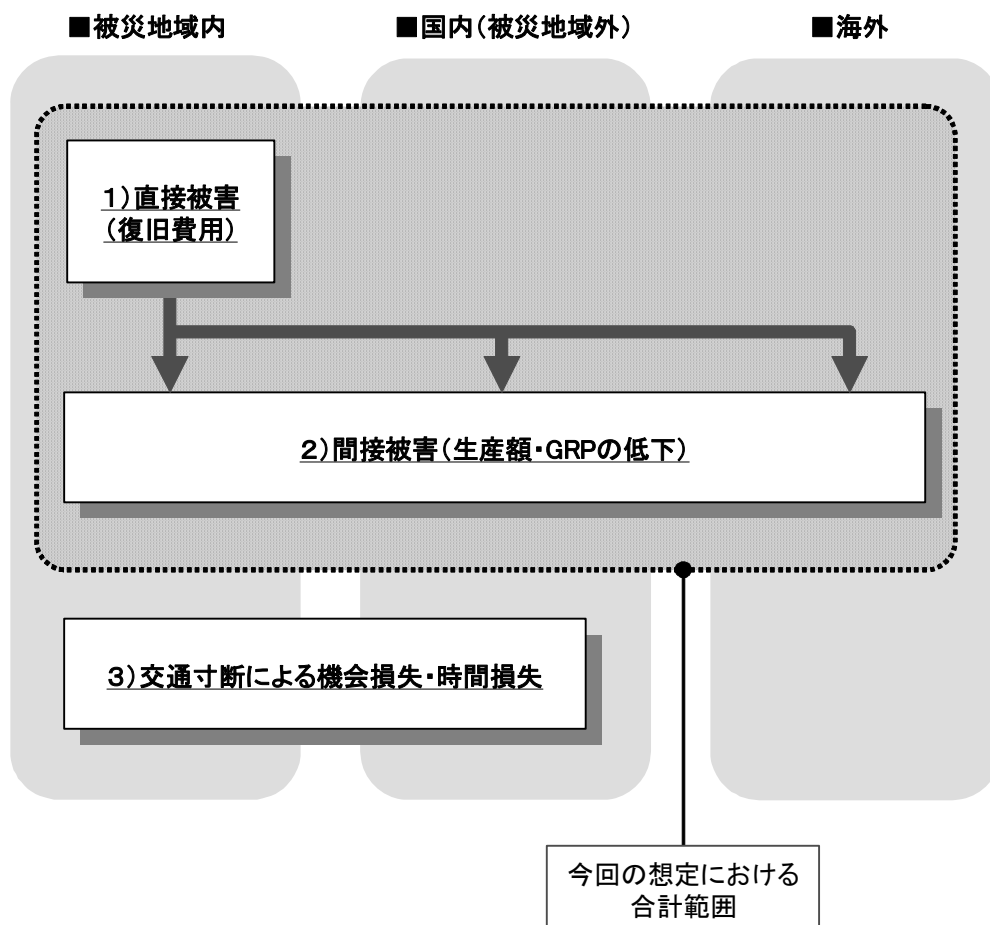 ■被災地域内
■国内(被災地域外)
■海外
1)直接被害
(復旧費用)
2)間接被害(生産額・GRPの低下)
3)交通寸断による機会損失・時間損失
今回の想定における
合計範囲